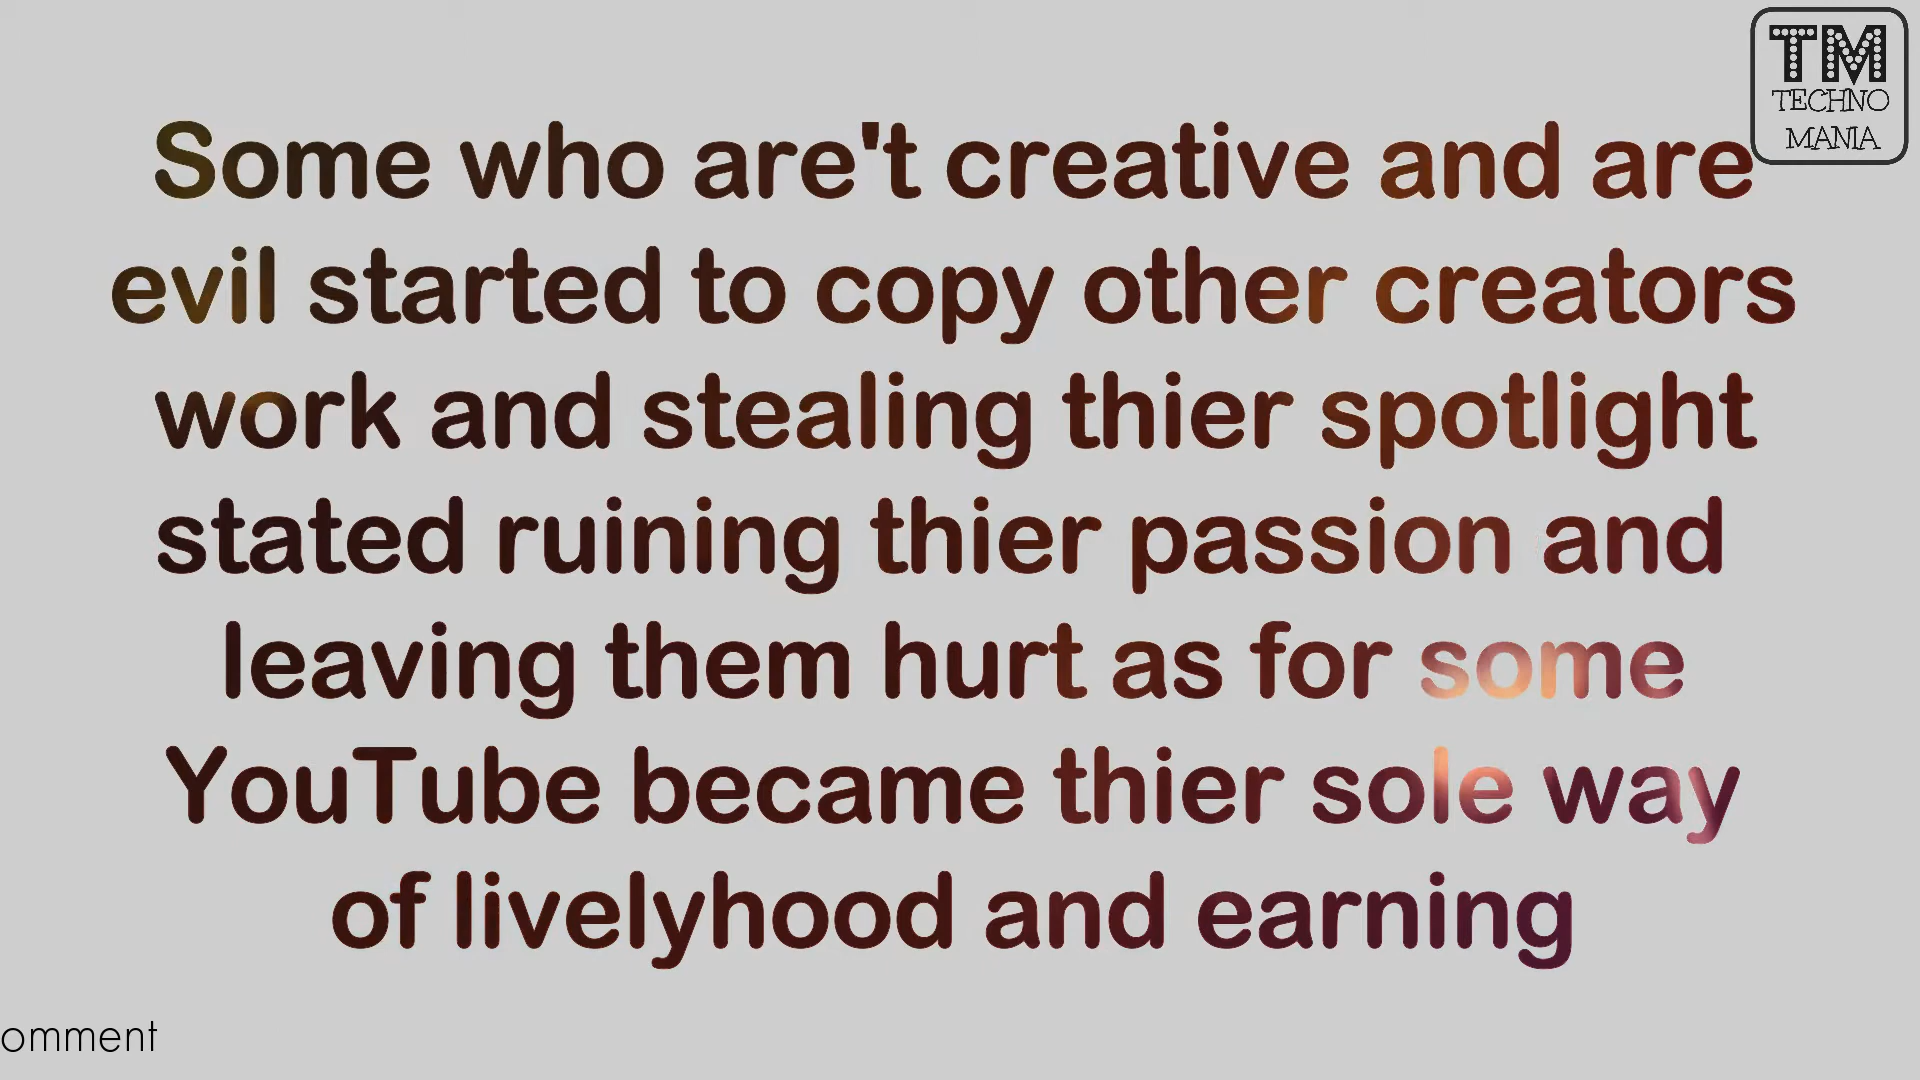 TM
TECHNO
MANIA
Some who are't creative and are
evil started to copy other creators
work and stealing thier spotlight
stated ruining thier passion and
leaving them hurt as for some
YouTube became thier sole way
of livelyhood and earning
omment